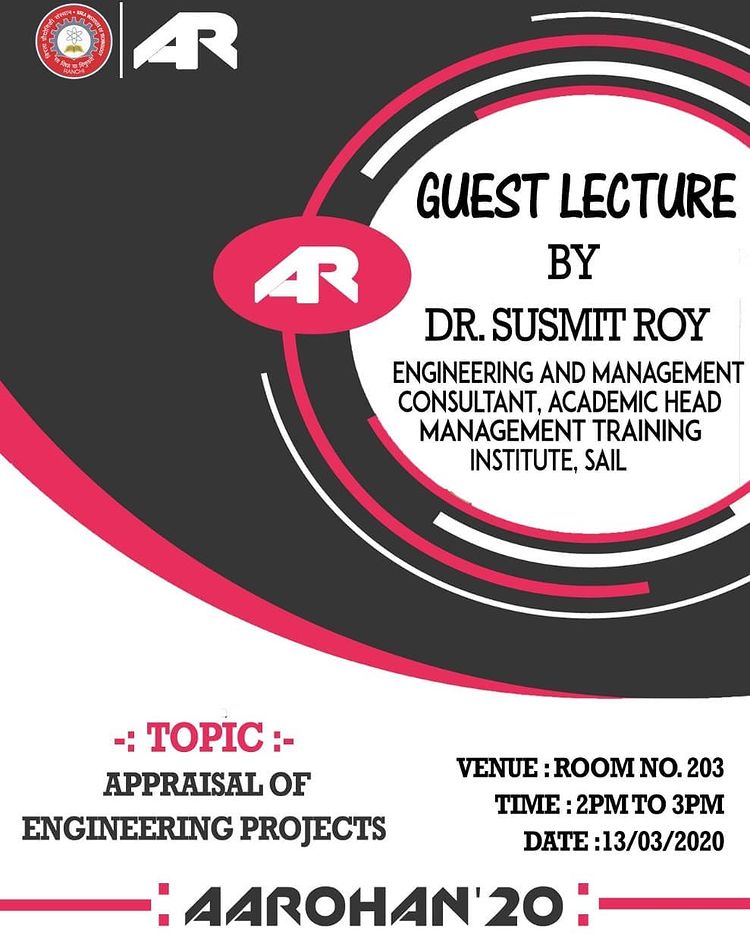 RANCHI
AR
GUEST LECTURE
BY
DR. SUSMIT ROY
AR
ENGINEERING AND MANAGEMENT
CONSULTANT, ACADEMIC HEAD
MANAGEMENT TRAINING
INSTITUTE, SAIL
-: TOPIC :-
APPRAISAL OF
ENGINEERING PROJECTS
VENUE : ROOM NO. 203
TIME : 2PM TO 3PM
DATE :13/03/2020
AAROHAN'20